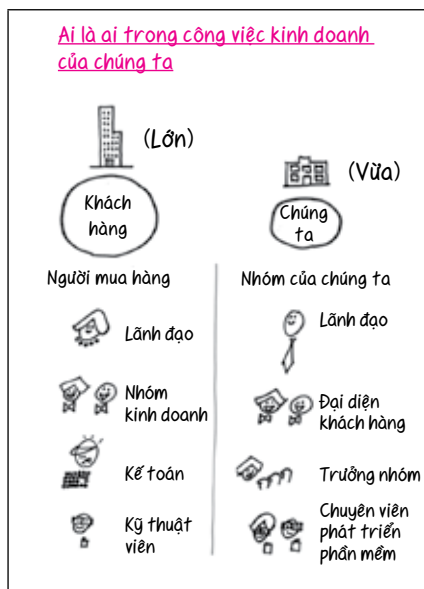 Ai là ai trong công việc kinh doanh
của chúng ta
(Lớn)
Khách
hàng
Người mua hàng
Lãnh đạo
Nhóm
kinh doanh
Kế toán
Kỹ thuật
viên
(Vừa)
Chúng
ta
Nhóm của chúng ta
Lãnh đạo
Đại diện
khách hàng
Trưởng nhóm
Chuyên viên
phát triển
phần mềm